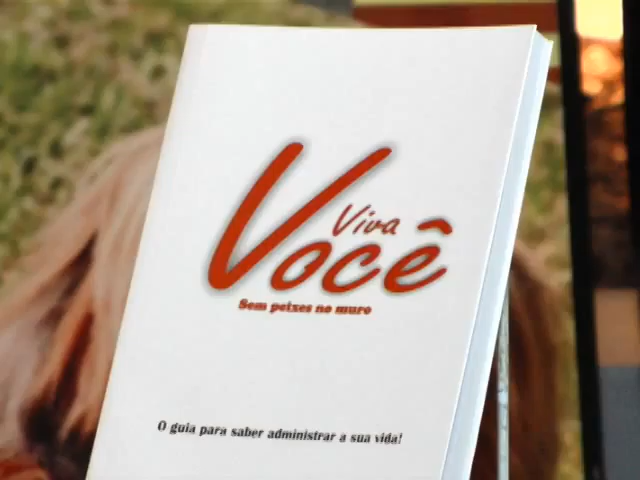 Viva
Você
Sem peixes no muro
O guia para saber administrar a sua vida!